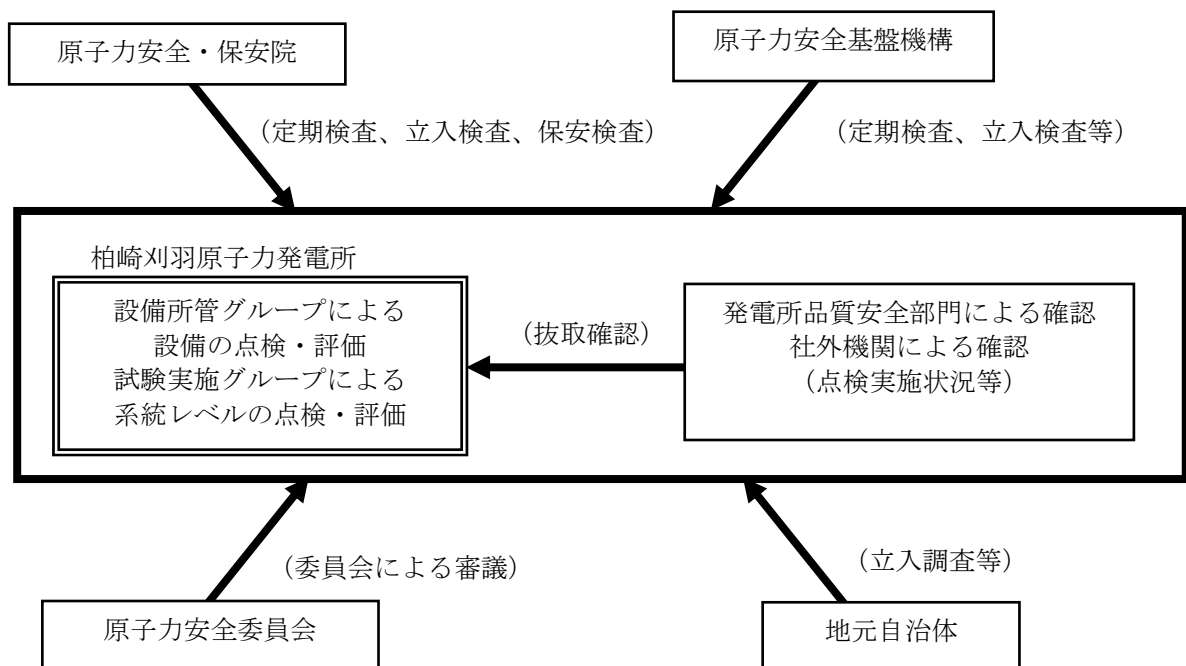 原子力安全・保安院
原子力安全基盤機構
（定期検査、立入検査、保安検査）
（定期検査、立入検査等）
柏崎刈羽原子力発電所
設備所管グループによる
設備の点検・評価
試験実施グループによる
系統レベルの点検・評価
（抜取確認）
発電所品質安全部門による確認
社外機関による確認
（点検実施状況等）
（委員会による審議）
（立入調査等）
原子力安全委員会
地元自治体